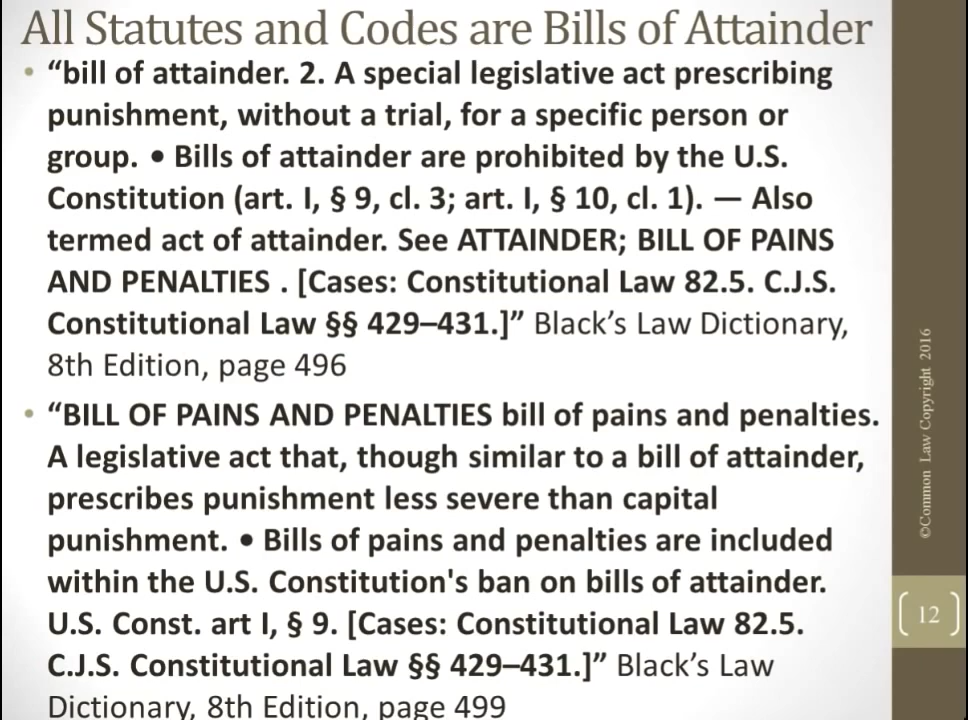 All Statutes and Codes are Bills of Attainder
• “bill of attainder. 2. A special legislative act prescribing
punishment, without a trial, for a specific person or
group. • Bills of attainder are prohibited by the U.S.
Constitution (art. I, § 9, cl. 3; art. I, § 10, cl. 1). — Also
termed act of attainder. See ATTAINDER; BILL OF PAINS
AND PENALTIES . [Cases: Constitutional Law 82.5. C.J.S.
Constitutional Law §§ 429–431.]” Black’s Law Dictionary,
8th Edition, page 496
• “BILL OF PAINS AND PENALTIES bill of pains and penalties.
A legislative act that, though similar to a bill of attainder,
prescribes punishment less severe than capital
punishment. • Bills of pains and penalties are included
within the U.S. Constitution's ban on bills of attainder.
U.S. Const. art I, § 9. [Cases: Constitutional Law 82.5.
C.J.S. Constitutional Law §§ 429–431.]” Black’s Law
Dictionary, 8th Edition, page 499
©Common Law Copyright 2016
12